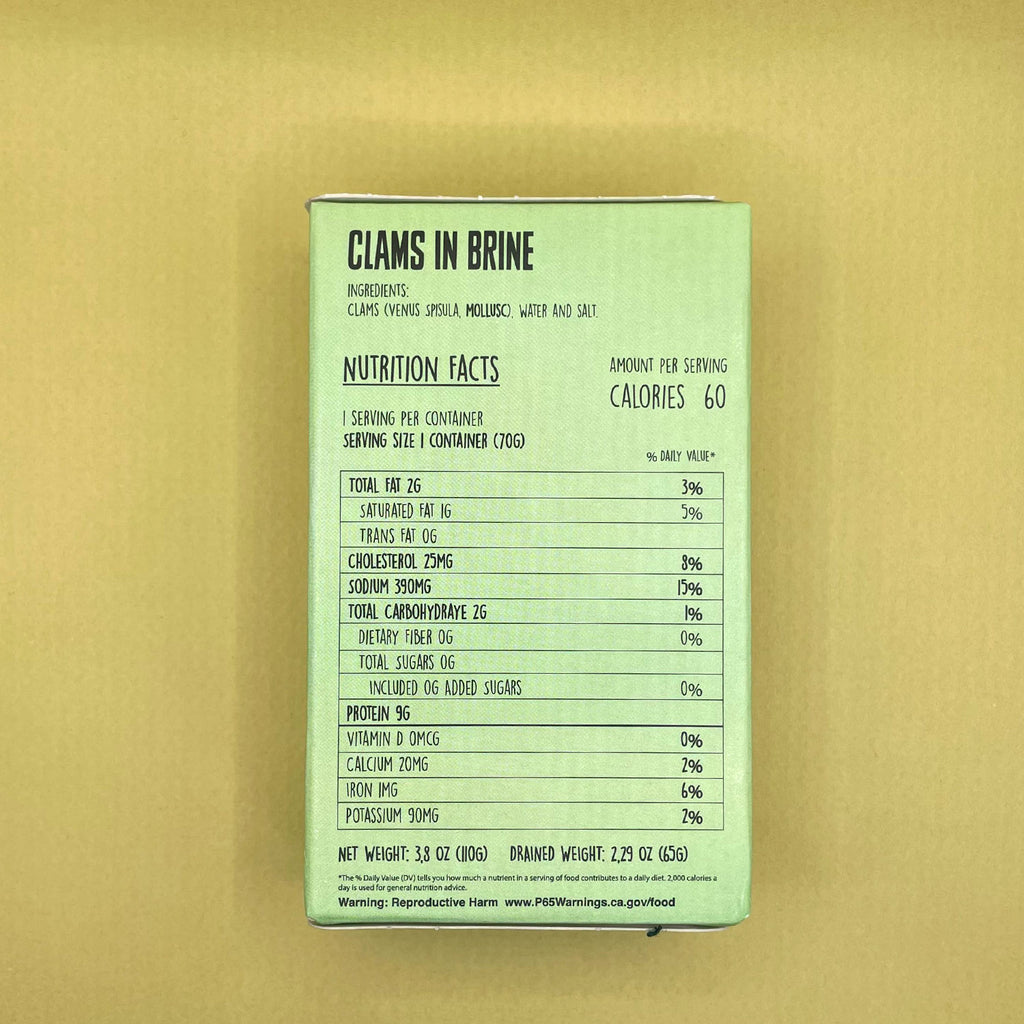 CLAMS IN BRINE
INGREDIENTS:
CLAMS (VENUS SPISULA, MOLLUSC), WATER AND SALT.
NUTRITION FACTS
AMOUNT PER SERVING
CALORIES 60
1 SERVING PER CONTAINER
SERVING SIZE 1 CONTAINER (70G)
% DAILY VALUE*
TOTAL FAT 2G 3%
SATURATED FAT 1G 5%
TRANS FAT 0G
CHOLESTEROL 25MG 8%
SODIUM 390MG 15%
TOTAL CARBOHYDRAYE 2G 1%
DIETARY FIBER 0G 0%
TOTAL SUGARS 0G
INCLUDED 0G ADDED SUGARS 0%
PROTEIN 9G
VITAMIN D 0MCG 0%
CALCIUM 20MG 2%
IRON 1MG 6%
POTASSIUM 90MG 2%
NET WEIGHT: 3,8 OZ (110G) DRAINED WEIGHT: 2,29 OZ (65G)
*The % Daily Value (DV) tells you how much a nutrient in a serving of food contributes to a daily diet. 2,000 calories a
day is used for general nutrition advice.
Warning: Reproductive Harm www.P65Warnings.ca.gov/food